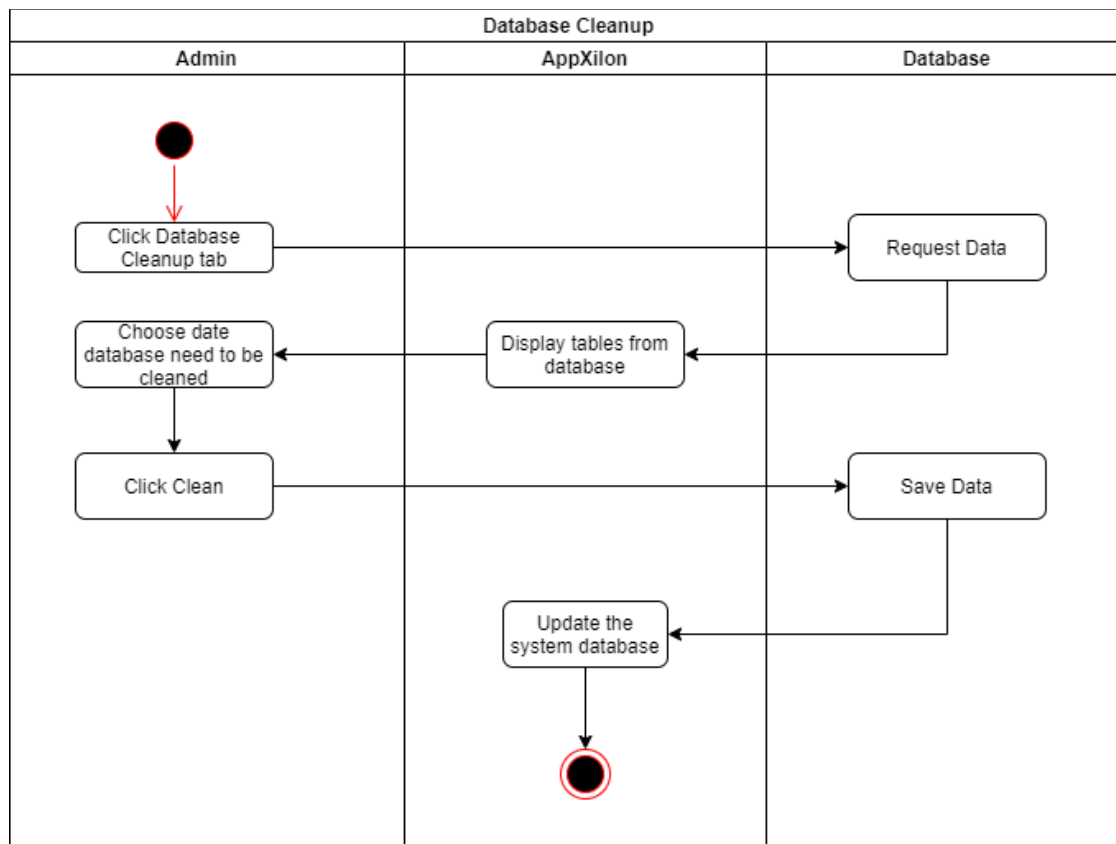 Database Cleanup
Admin
AppXilon
Database
Click Database
Cleanup tab
Request Data
Choose date
database need to be
cleaned
Display tables from
database
Click Clean
Save Data
Update the
system database